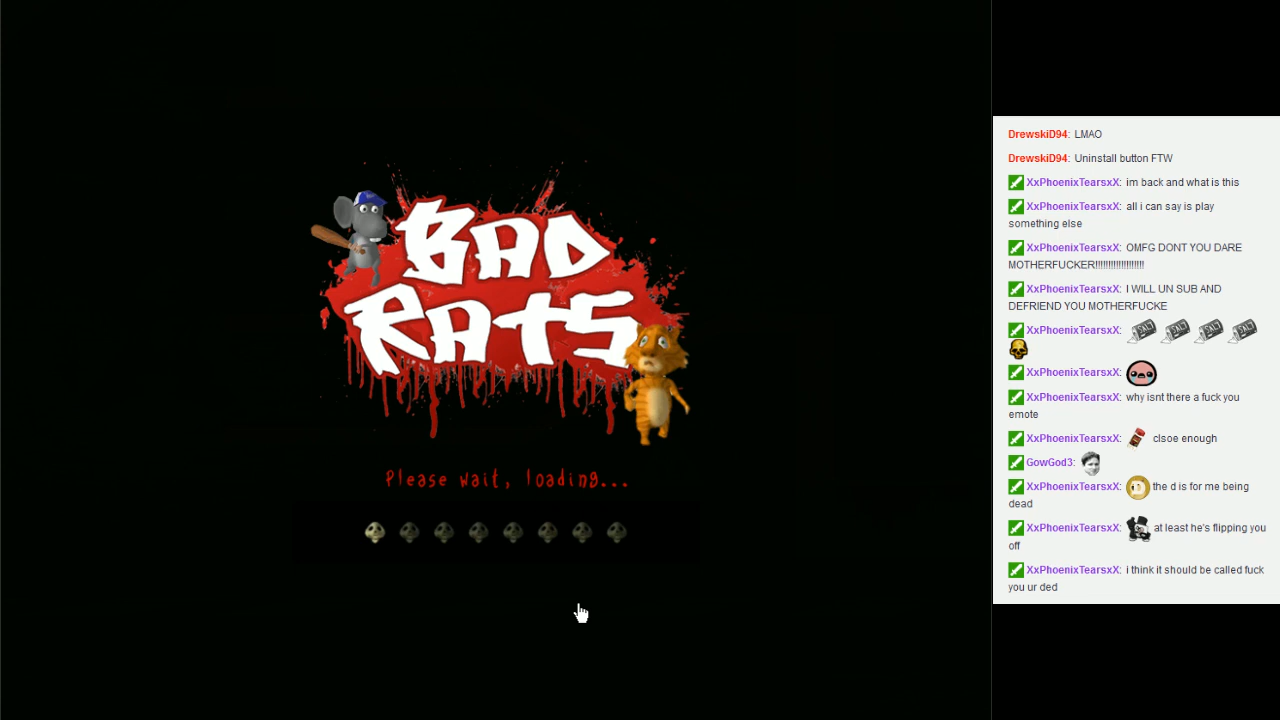 BAD
RATS
Please wait, loading...
DrewskiD94: LMAO
DrewskiD94: Uninstall button FTW
XxPhoenixTearsxX: im back and what is this
XxPhoenixTearsxX: all i can say is play
something else
XxPhoenixTearsxX: OMFG DONT YOU DARE
MOTHERFUCKER!!!!!!!!!!!!!!!!!!!!
XxPhoenixTearsxX: I WILL UN SUB AND
DEFRIEND YOU MOTHERFUCKE
XxPhoenixTearsxX: SALT SALT SALT SALT
XxPhoenixTearsxX:
XxPhoenixTearsxX: why isnt there a fuck you
emote
XxPhoenixTearsxX: clsoe enough
GowGod3:
XxPhoenixTearsxX: D the d is for me being
dead
XxPhoenixTearsxX: at least he's flipping you
off
XxPhoenixTearsxX: i think it should be called fuck
you ur ded